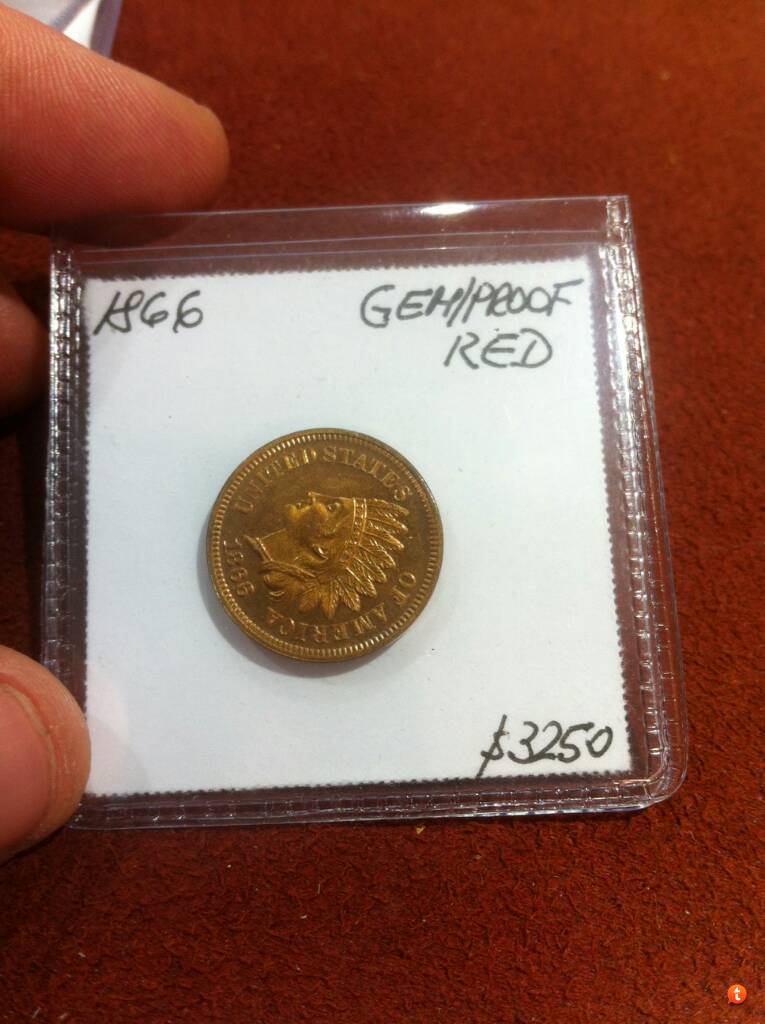 1866
GEM/PROOF
RED
UNITED STATES
OF AMERICA
1866
$3250
t